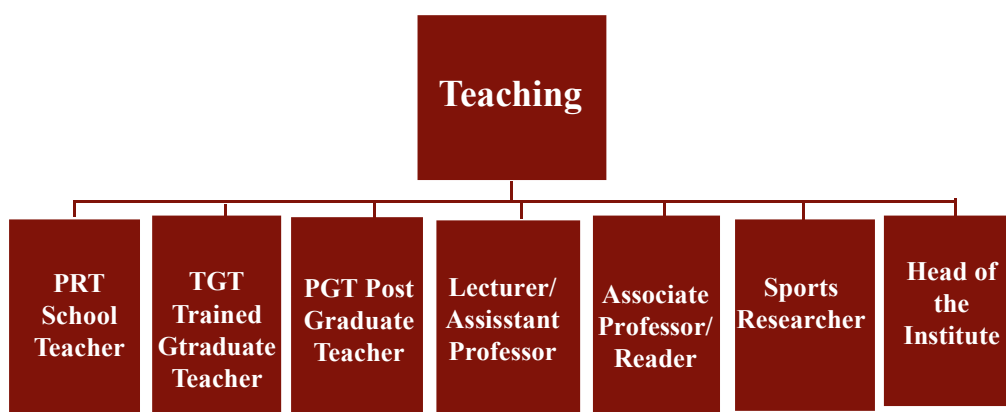 Teaching
PRT
School
Teacher
TGT
Trained
Gtraduate
Teacher
PGT Post
Graduate
Teacher
Lecturer/
Assisstant
Professor
Associate
Professor/
Reader
Sports
Researcher
Head of
the
Institute